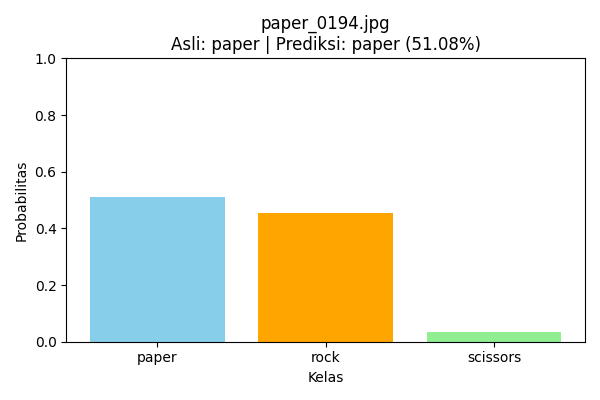 paper_0194.jpg
Asli: paper | Prediksi: paper (51.08%)
1.0
0.8
0.6
0.4
0.2
0.0
Probabilitas
paper rock scissors
Kelas